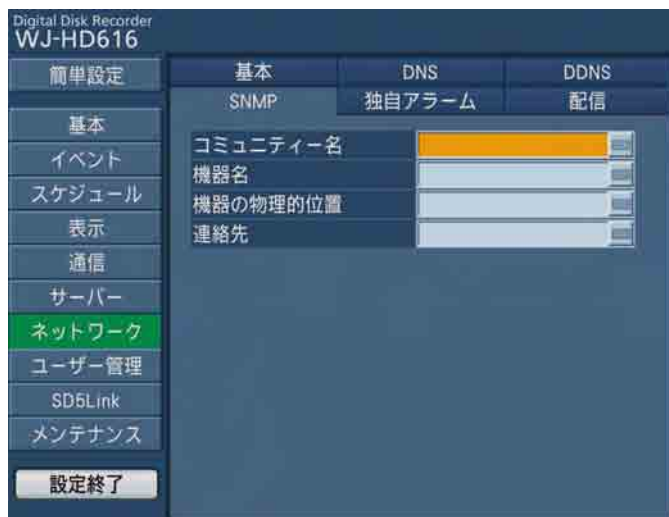 Digital Disk Recorder
WJ-HD616
簡単設定
基本
イベント
スケジュール
表示
通信
サーバー
ネットワーク
ユーザー管理
SD5Link
メンテナンス
設定終了
基本 DNS DDNS
SNMP 独自アラーム 配信
コミュニティー名
機器名
機器の物理的位置
連絡先